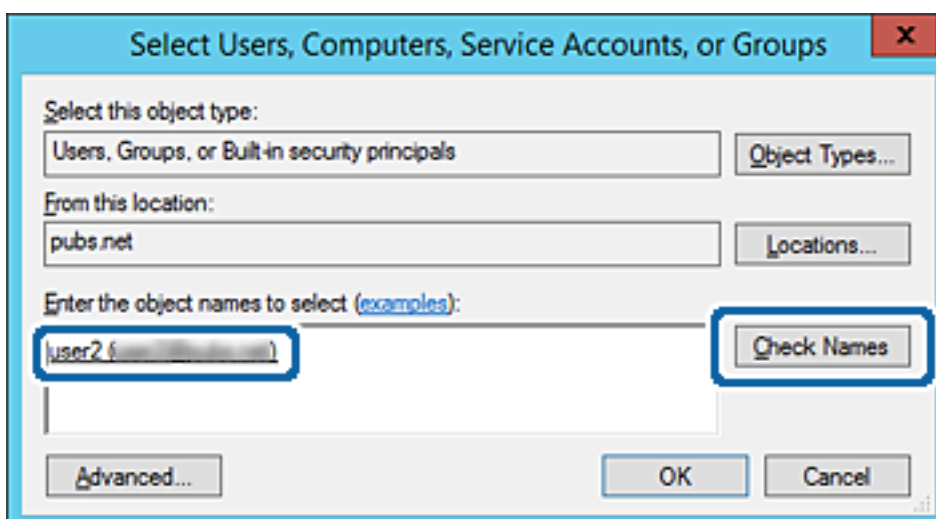 Select Users, Computers, Service Accounts, or Groups
x
Select this object type:
Users, Groups, or Built-in security principals
Object Types...
From this location:
pubs.net
Locations...
Enter the object names to select (examples):
user2 (
)
Check Names
Advanced...
OK
Cancel